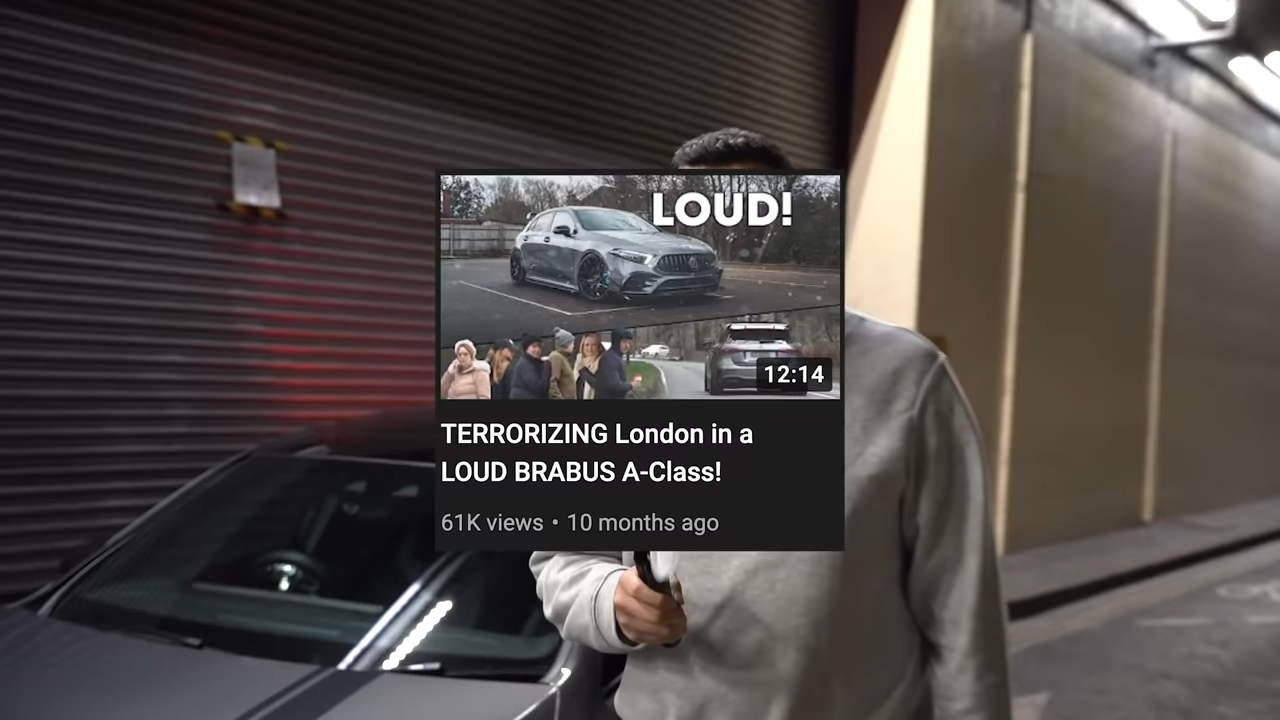 LOUD!
12:14
TERRORIZING London in a
LOUD BRABUS A-Class!
61K views • 10 months ago